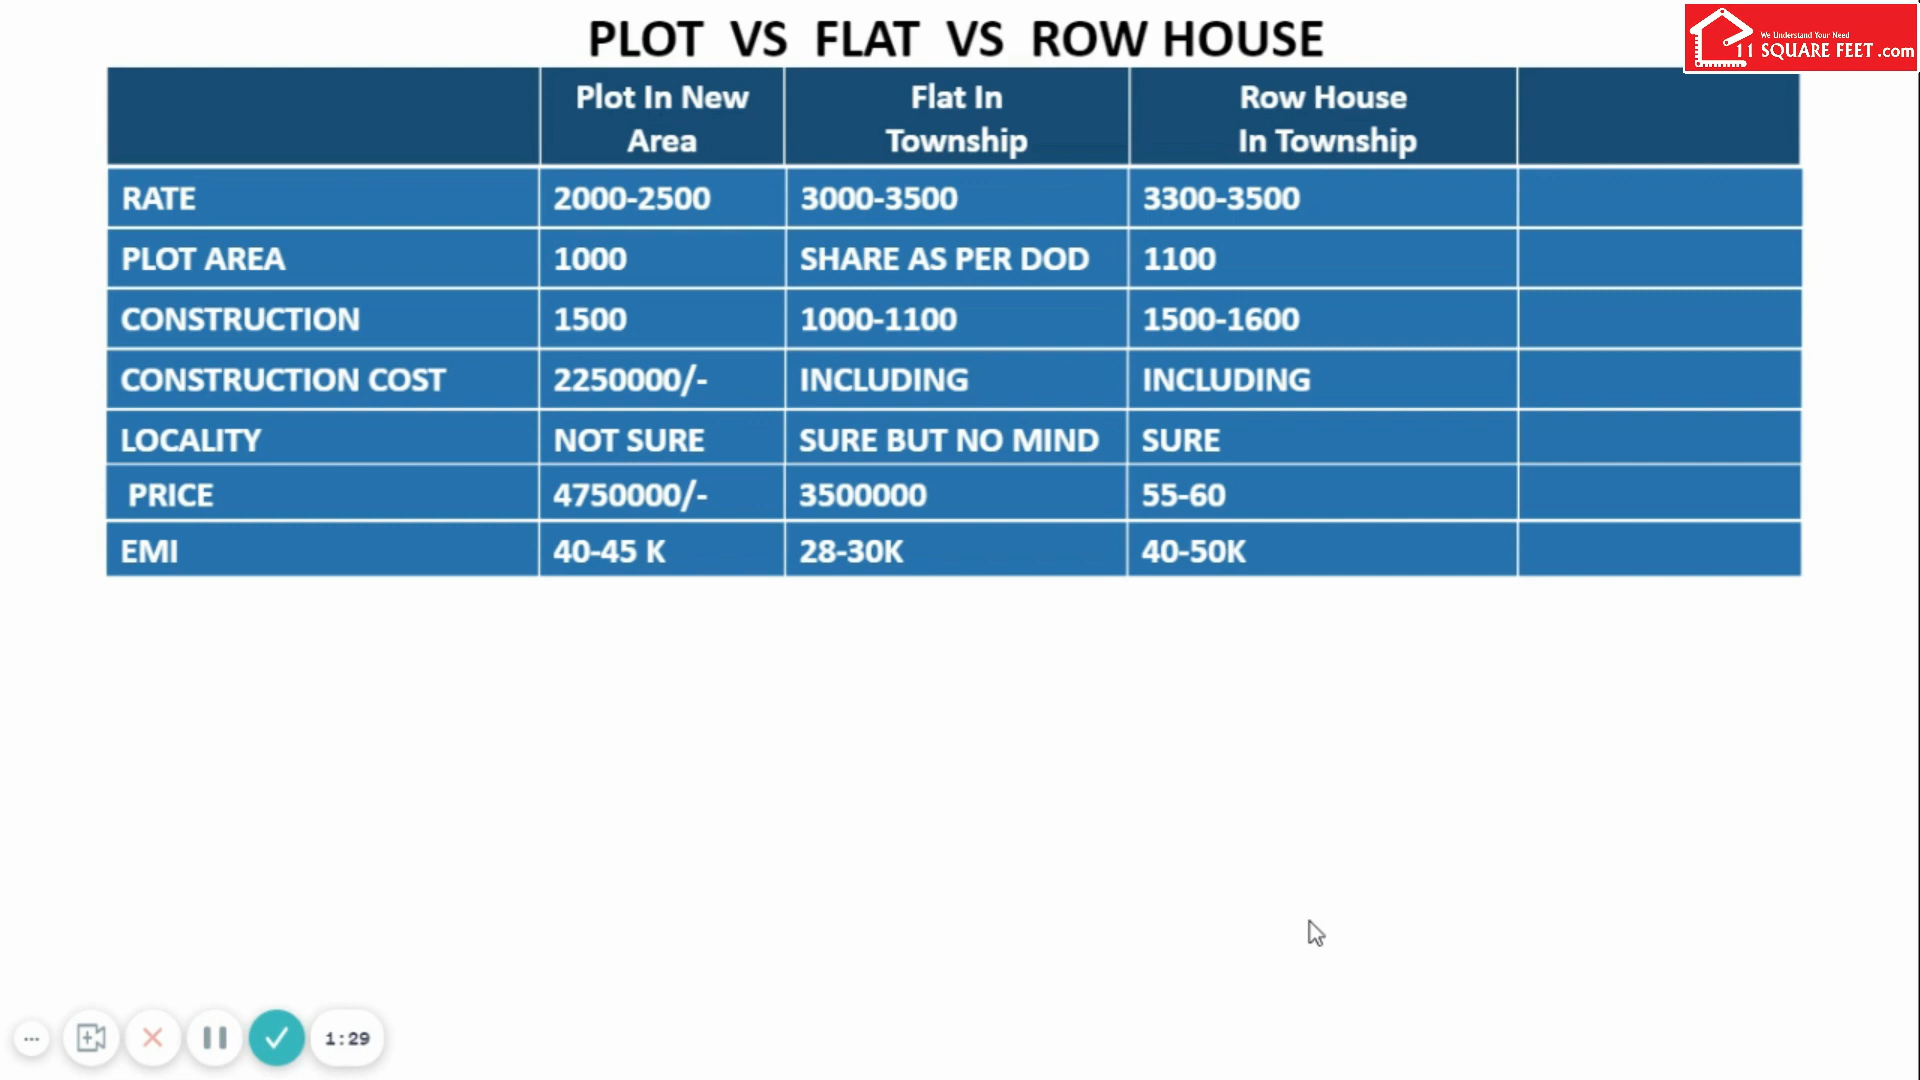 PLOT VS FLAT VS ROW HOUSE
We Understand Your Need
11 SQUARE FEET .com
Plot In New Area Flat In Township Row House In Township
RATE 2000-2500 3000-3500 3300-3500
PLOT AREA 1000 SHARE AS PER DOD 1100
CONSTRUCTION 1500 1000-1100 1500-1600
CONSTRUCTION COST 2250000/- INCLUDING INCLUDING
LOCALITY NOT SURE SURE BUT NO MIND SURE
PRICE 4750000/- 3500000 55-60
EMI 40-45 K 28-30K 40-50K
1:29